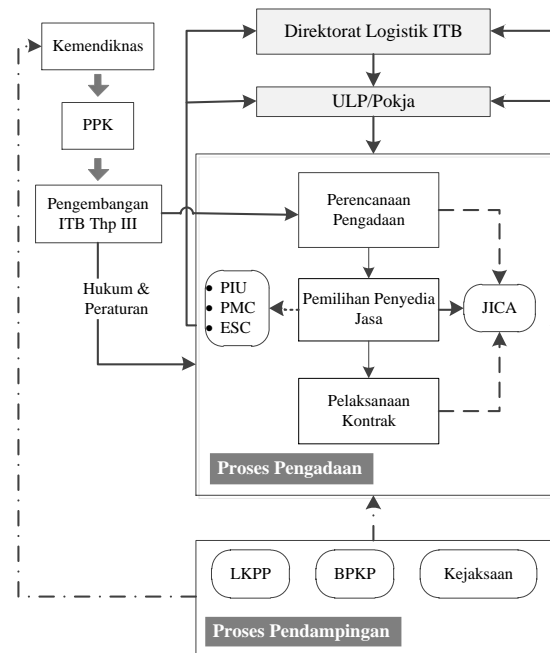 Direktorat Logistik ITB
Kemendiknas
ULP/Pokja
PPK
Pengembangan
ITB Thp III
Perencanaan
Pengadaan
Hukum &
Peraturan
• PIU
• PMC
• ESC
Pemilihan Penyedia
Jasa
JICA
Pelaksanaan
Kontrak
Proses Pengadaan
LKPP
BPKP
Kejaksaan
Proses Pendampingan